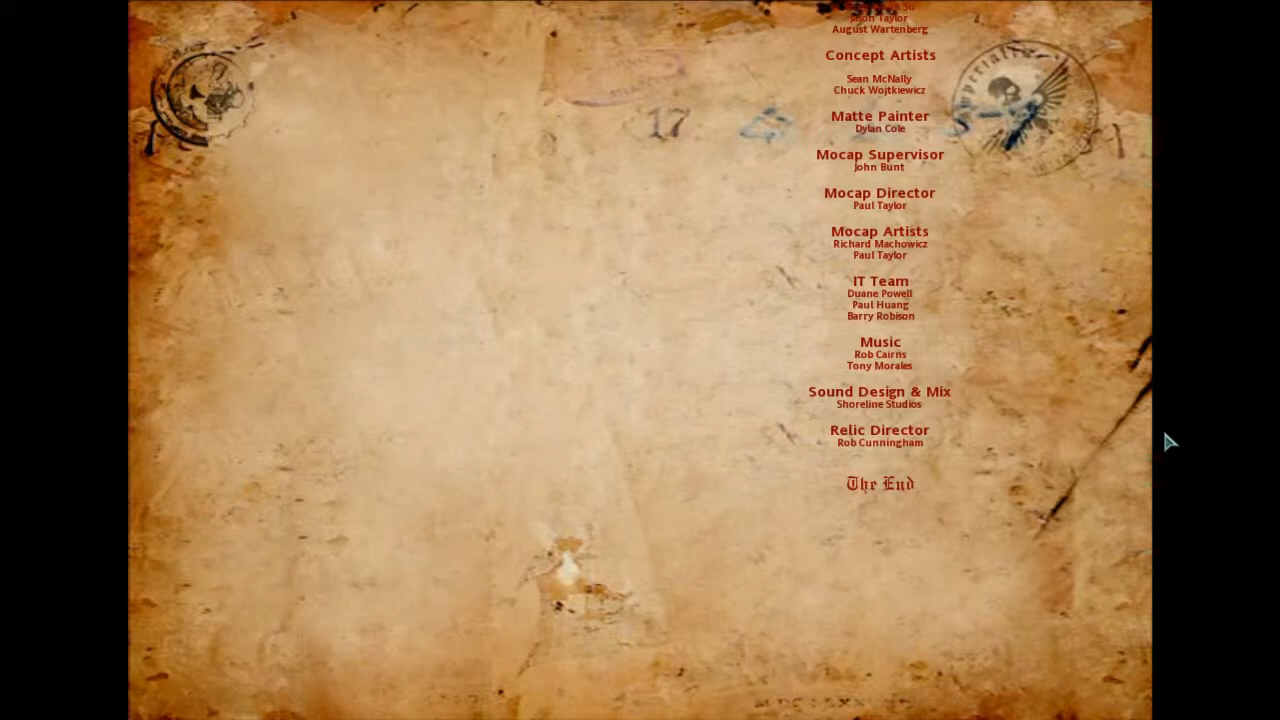 Jason Taylor
August Wartenberg
Concept Artists
Sean McNally
Chuck Wojtkiewicz
17
Matte Painter
Dylan Cole
Mocap Supervisor
John Bunt
Mocap Director
Paul Taylor
Mocap Artists
Richard Machowicz
Paul Taylor
IT Team
Duane Powell
Paul Huang
Barry Robison
Music
Rob Cairns
Tony Morales
Sound Design & Mix
Shoreline Studios
Relic Director
Rob Cunningham
The End